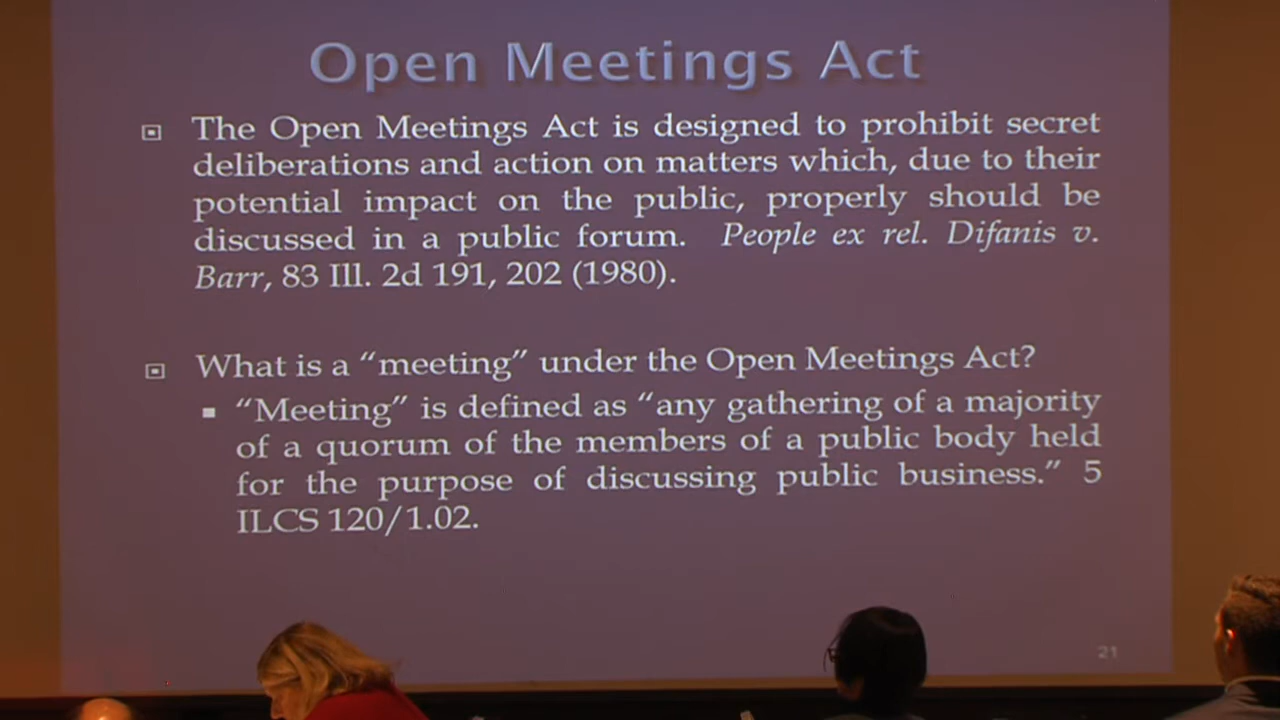 Open Meetings Act
The Open Meetings Act is designed to prohibit secret
deliberations and action on matters which, due to their
potential impact on the public, properly should be
discussed in a public forum. People ex rel. Difanis v.
Barr, 83 Ill. 2d 191, 202 (1980).
What is a “meeting” under the Open Meetings Act?
“Meeting” is defined as “any gathering of a majority
of a quorum of the members of a public body held
for the purpose of discussing public business.” 5
ILCS 120/1.02.
21